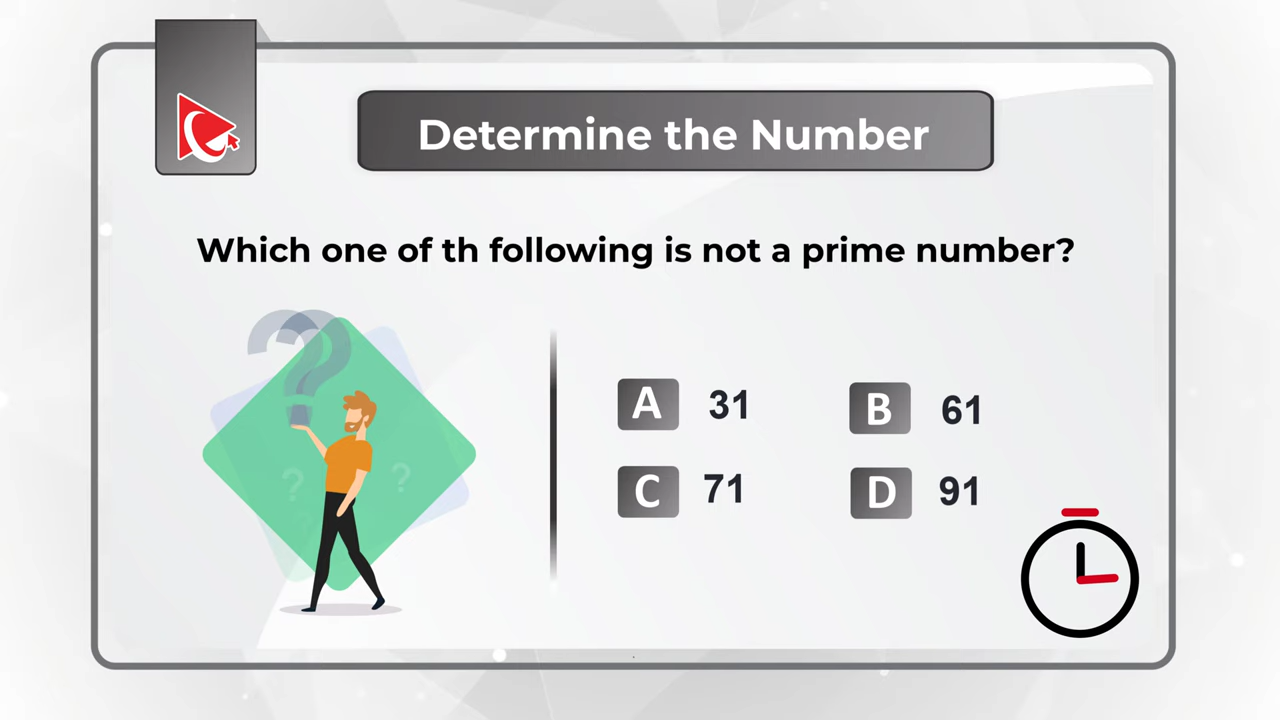 Determine the Number
Which one of th following is not a prime number?
A 31 B 61
C 71 D 91